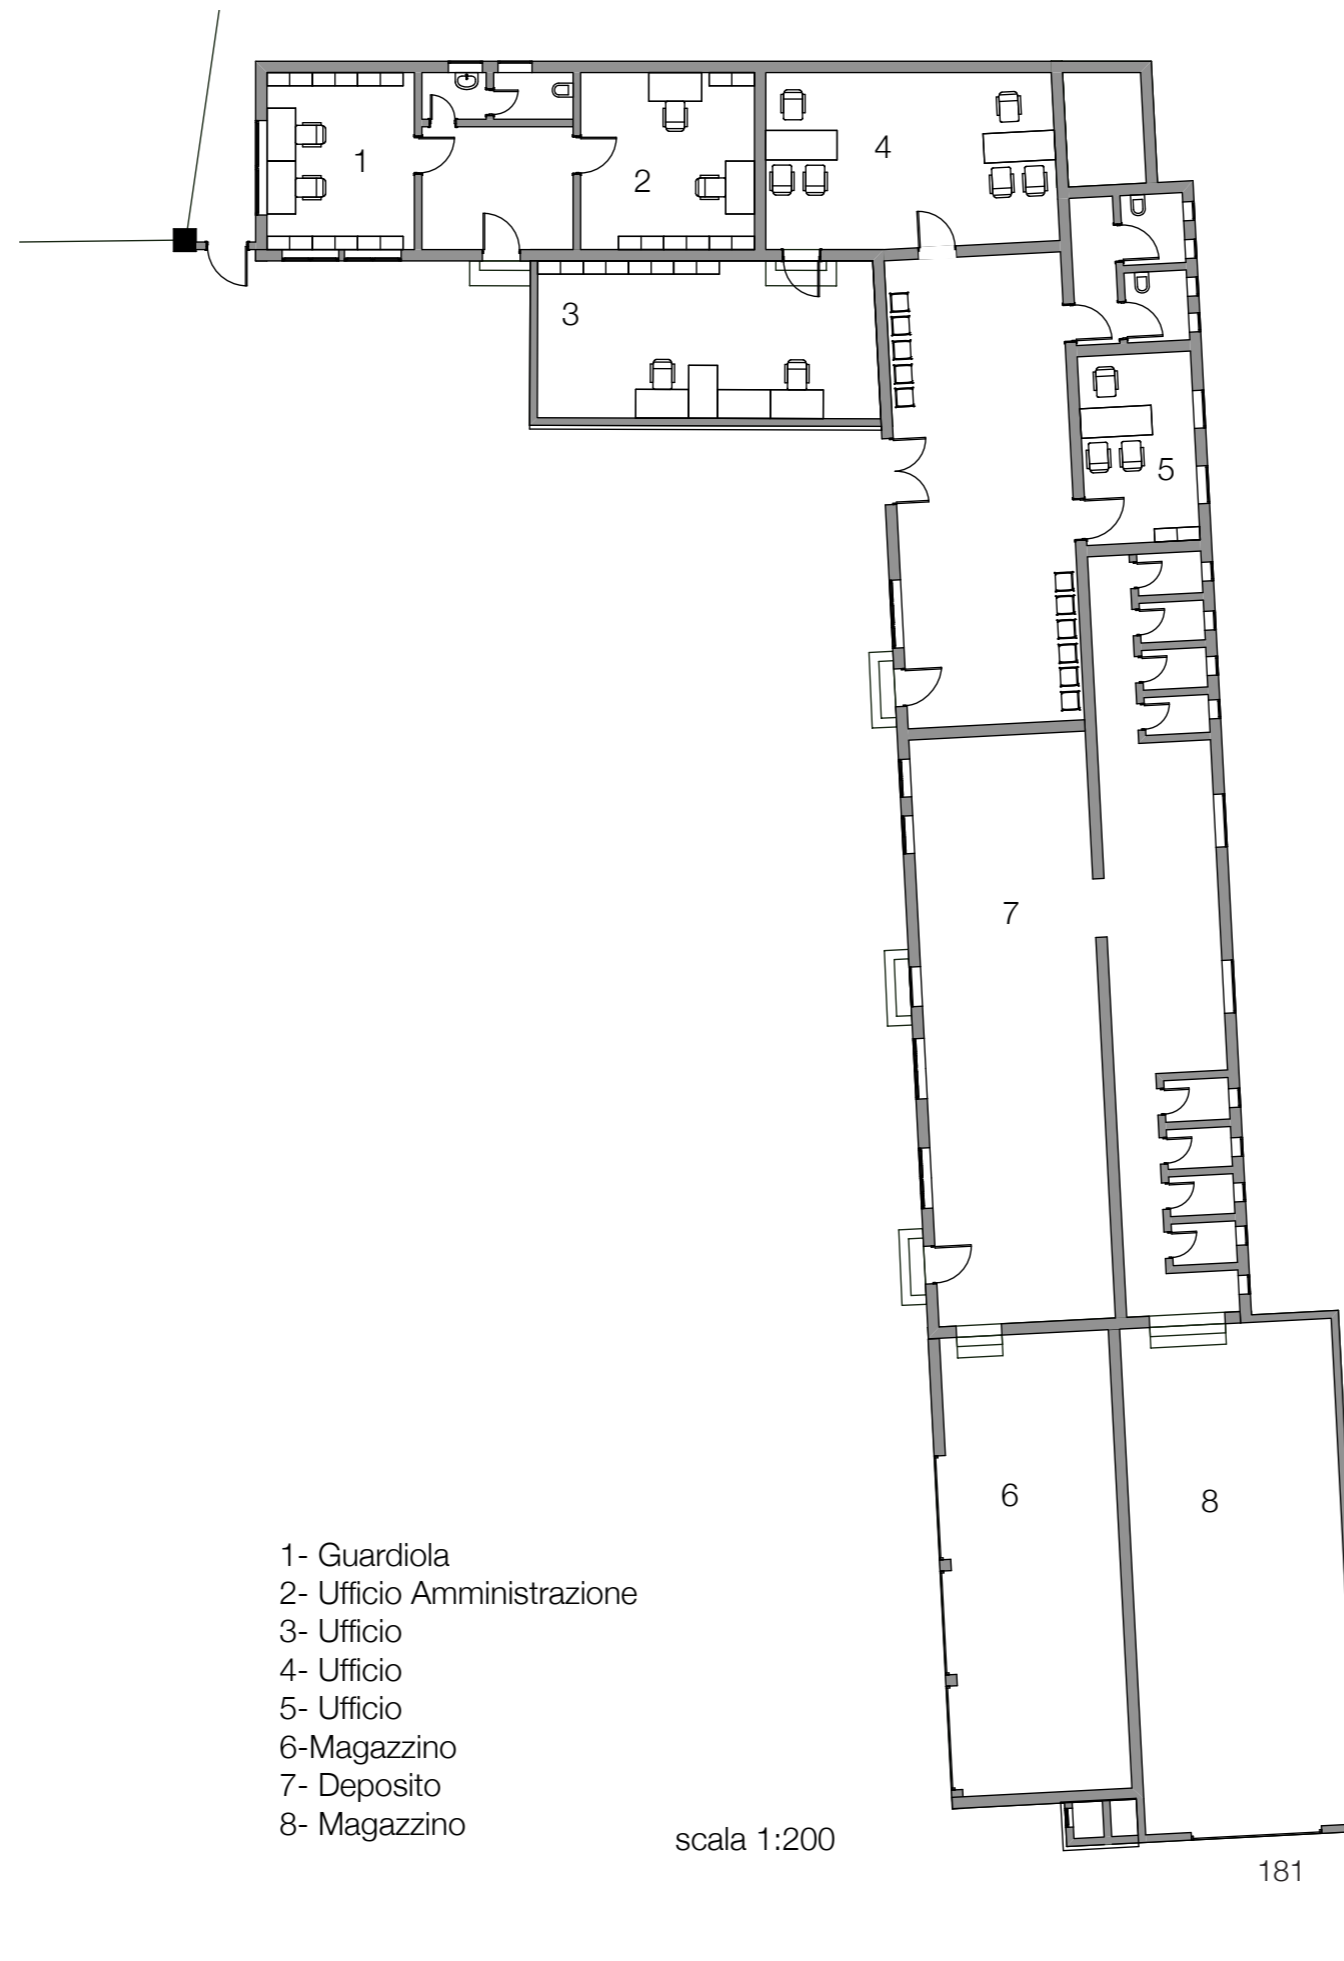 1
2
4
3
5
7
6
8
1- Guardiola
2- Ufficio Amministrazione
3- Ufficio
4- Ufficio
5- Ufficio
6-Magazzino
7- Deposito
8- Magazzino
scala 1:200
181